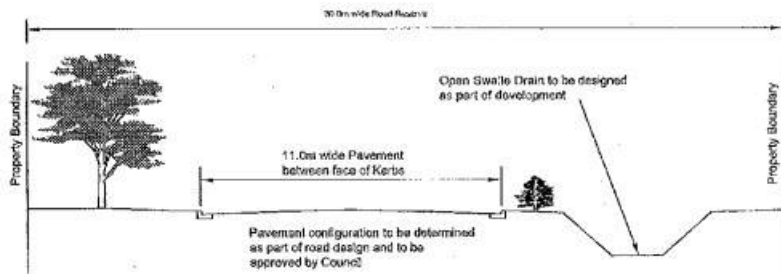 wide Road Reserve
Open Swale Drain to be designed
as part of development
Property Boundary
Property Boundary
11.0m wide Pavement
between face of Kerbs
Pavement configuration to be determined
as part of road design and to be
approved by Council